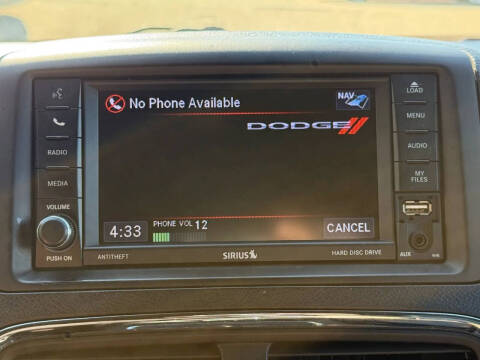 LOAD
No Phone Available
NAV
MENU
DODGE
RADIO
AUDIO
MEDIA
MY
FILES
VOLUME
4:33
PHONE VOL 12
CANCEL
PUSH ON
ANTITHEFT
SIRIUS
HARD DISC DRIVE
AUX